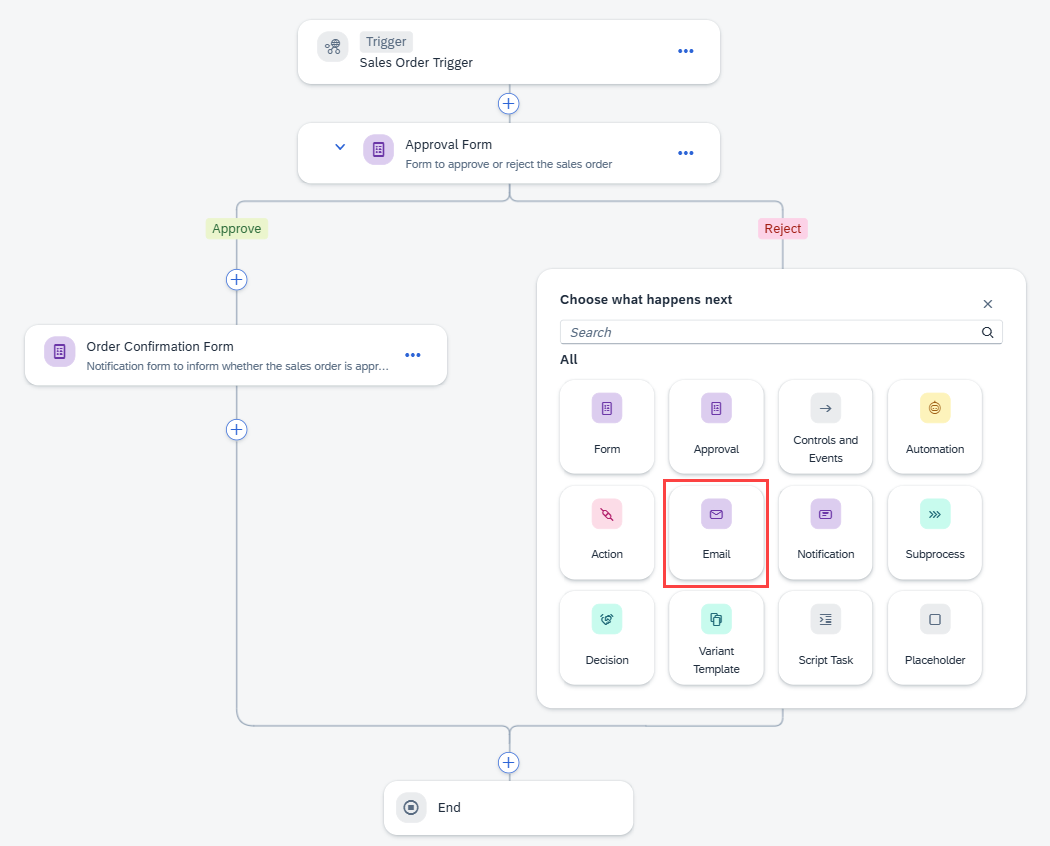 Trigger
Sales Order Trigger
Approval Form
Form to approve or reject the sales order
Approve
Reject
Order Confirmation Form
Notification form to inform whether the sales order is appr...
Choose what happens next
Search
All
Form
Approval
Controls and
Events
Automation
Action
Email
Notification
Subprocess
Decision
Variant
Template
Script Task
Placeholder
End